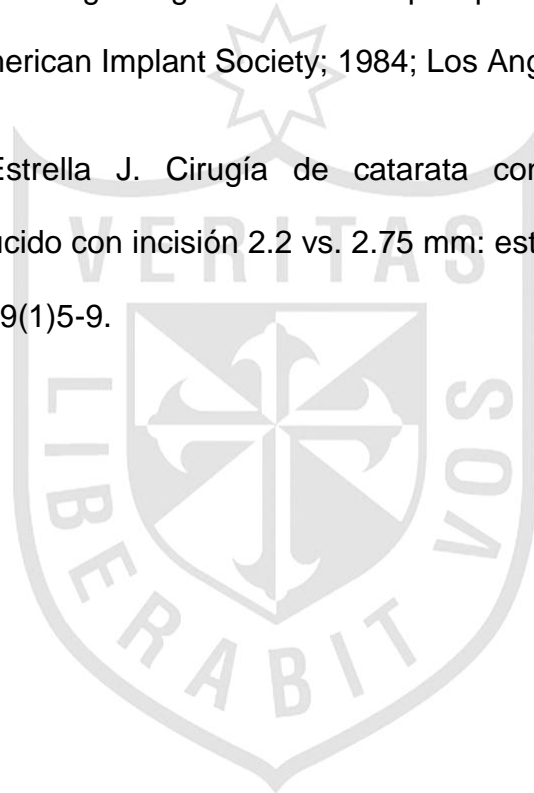 merican Implant Society; 1984; Los Ang
Estrella J. Cirugía de catarata con
ucido con incisión 2.2 vs. 2.75 mm: est
9(1)5-9.
VERITAS
LIBERABIT VOS